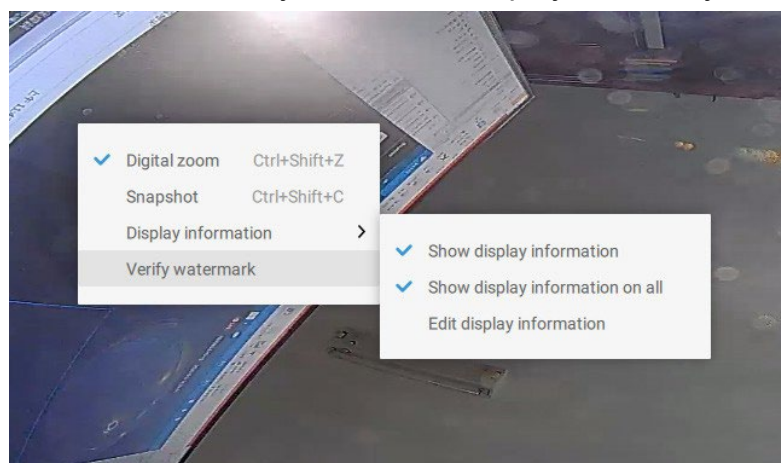 Digital zoom Ctrl+Shift+Z
Snapshot Ctrl+Shift+C
Display information
Verify watermark
Show display information
Show display information on all
Edit display information